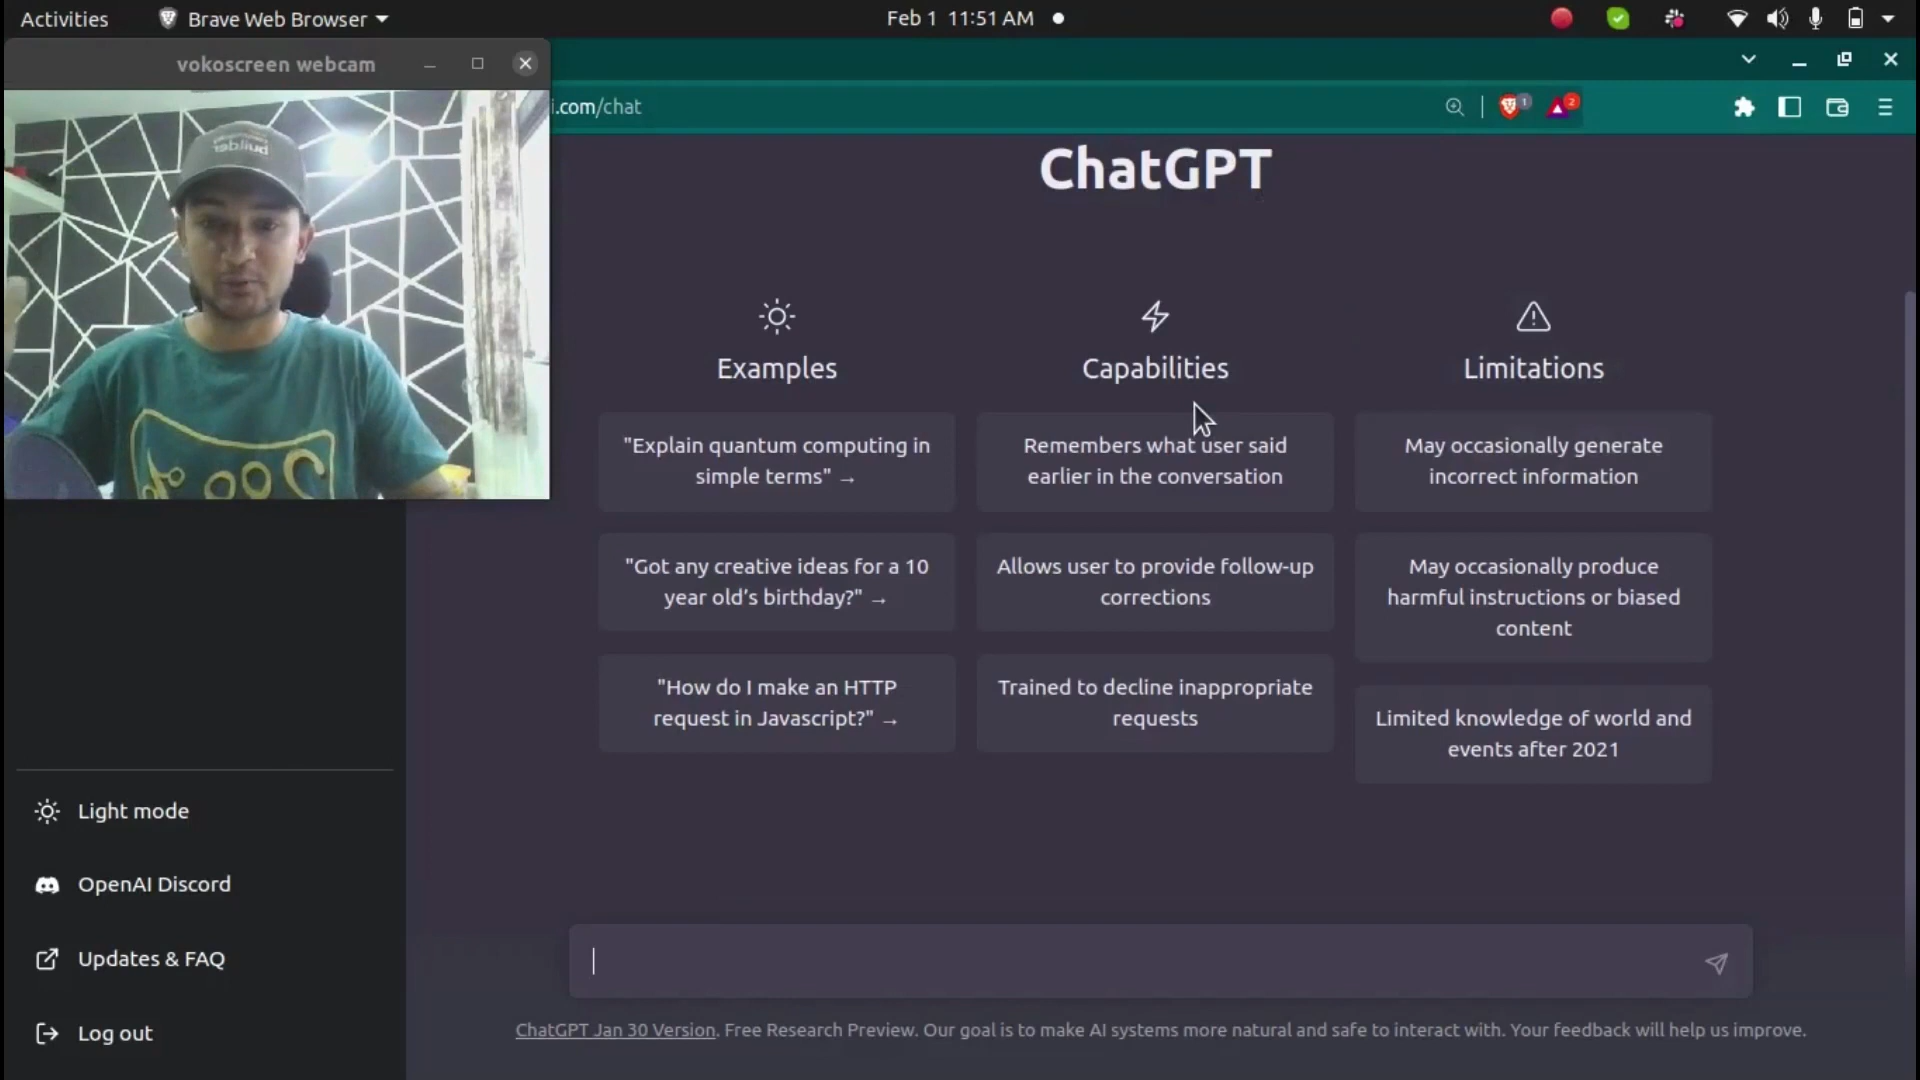 Activities
Brave Web Browser
Feb 1 11:51 AM
vokoscreen webcam
i.com/chat
1
2
builder
ChatGPT
Examples
Capabilities
Limitations
"Explain quantum computing in
simple terms" →
Remembers what user said
earlier in the conversation
May occasionally generate
incorrect information
"Got any creative ideas for a 10
year old’s birthday?" →
Allows user to provide follow-up
corrections
May occasionally produce
harmful instructions or biased
content
"How do I make an HTTP
request in Javascript?" →
Trained to decline inappropriate
requests
Limited knowledge of world and
events after 2021
Light mode
OpenAI Discord
Updates & FAQ
Log out
ChatGPT Jan 30 Version. Free Research Preview. Our goal is to make AI systems more natural and safe to interact with. Your feedback will help us improve.